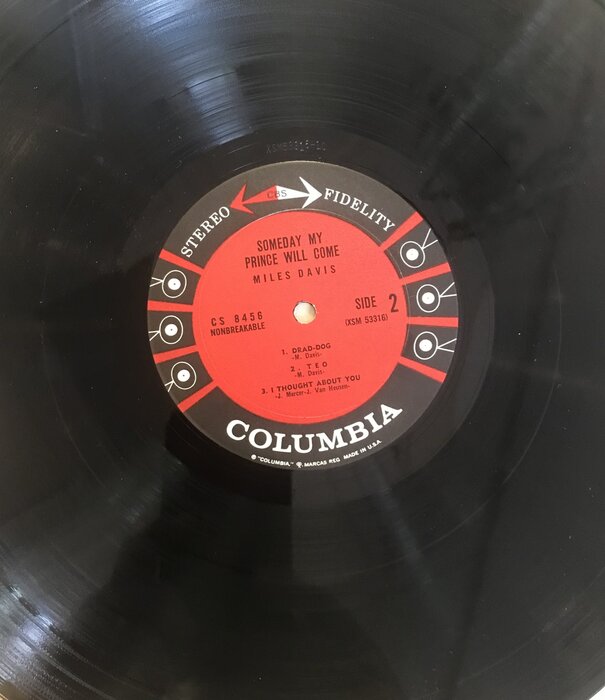 STEREO CBS FIDELITY
SOMEDAY MY
PRINCE WILL COME
MILES DAVIS
CS 8456
NONBREAKABLE
SIDE 2
(XSM 53316)
1. DRAD-DOG
-M. Davis-
2. TEO
-M. Davis-
3. I THOUGHT ABOUT YOU
-J. Mercer-J. Van Heusen-
COLUMBIA
"COLUMBIA," MARCAS REG. MADE IN U.S.A.